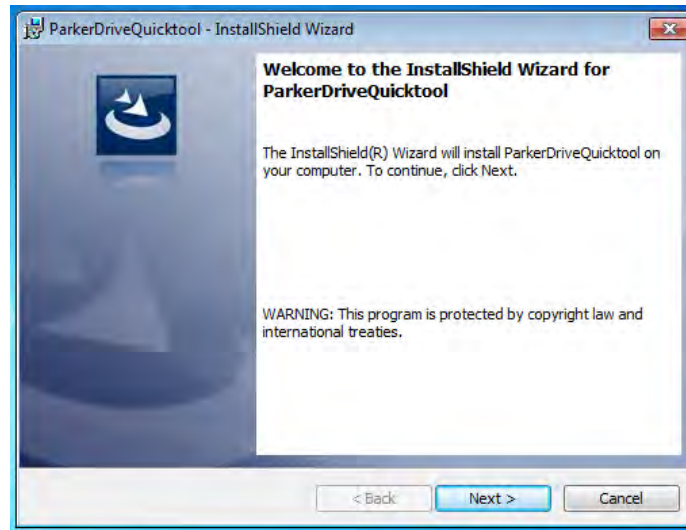 ParkerDriveQuicktool - InstallShield Wizard
Welcome to the InstallShield Wizard for
ParkerDriveQuicktool
The InstallShield(R) Wizard will install ParkerDriveQuicktool on
your computer. To continue, click Next.
WARNING: This program is protected by copyright law and
international treaties.
< Back
Next >
Cancel